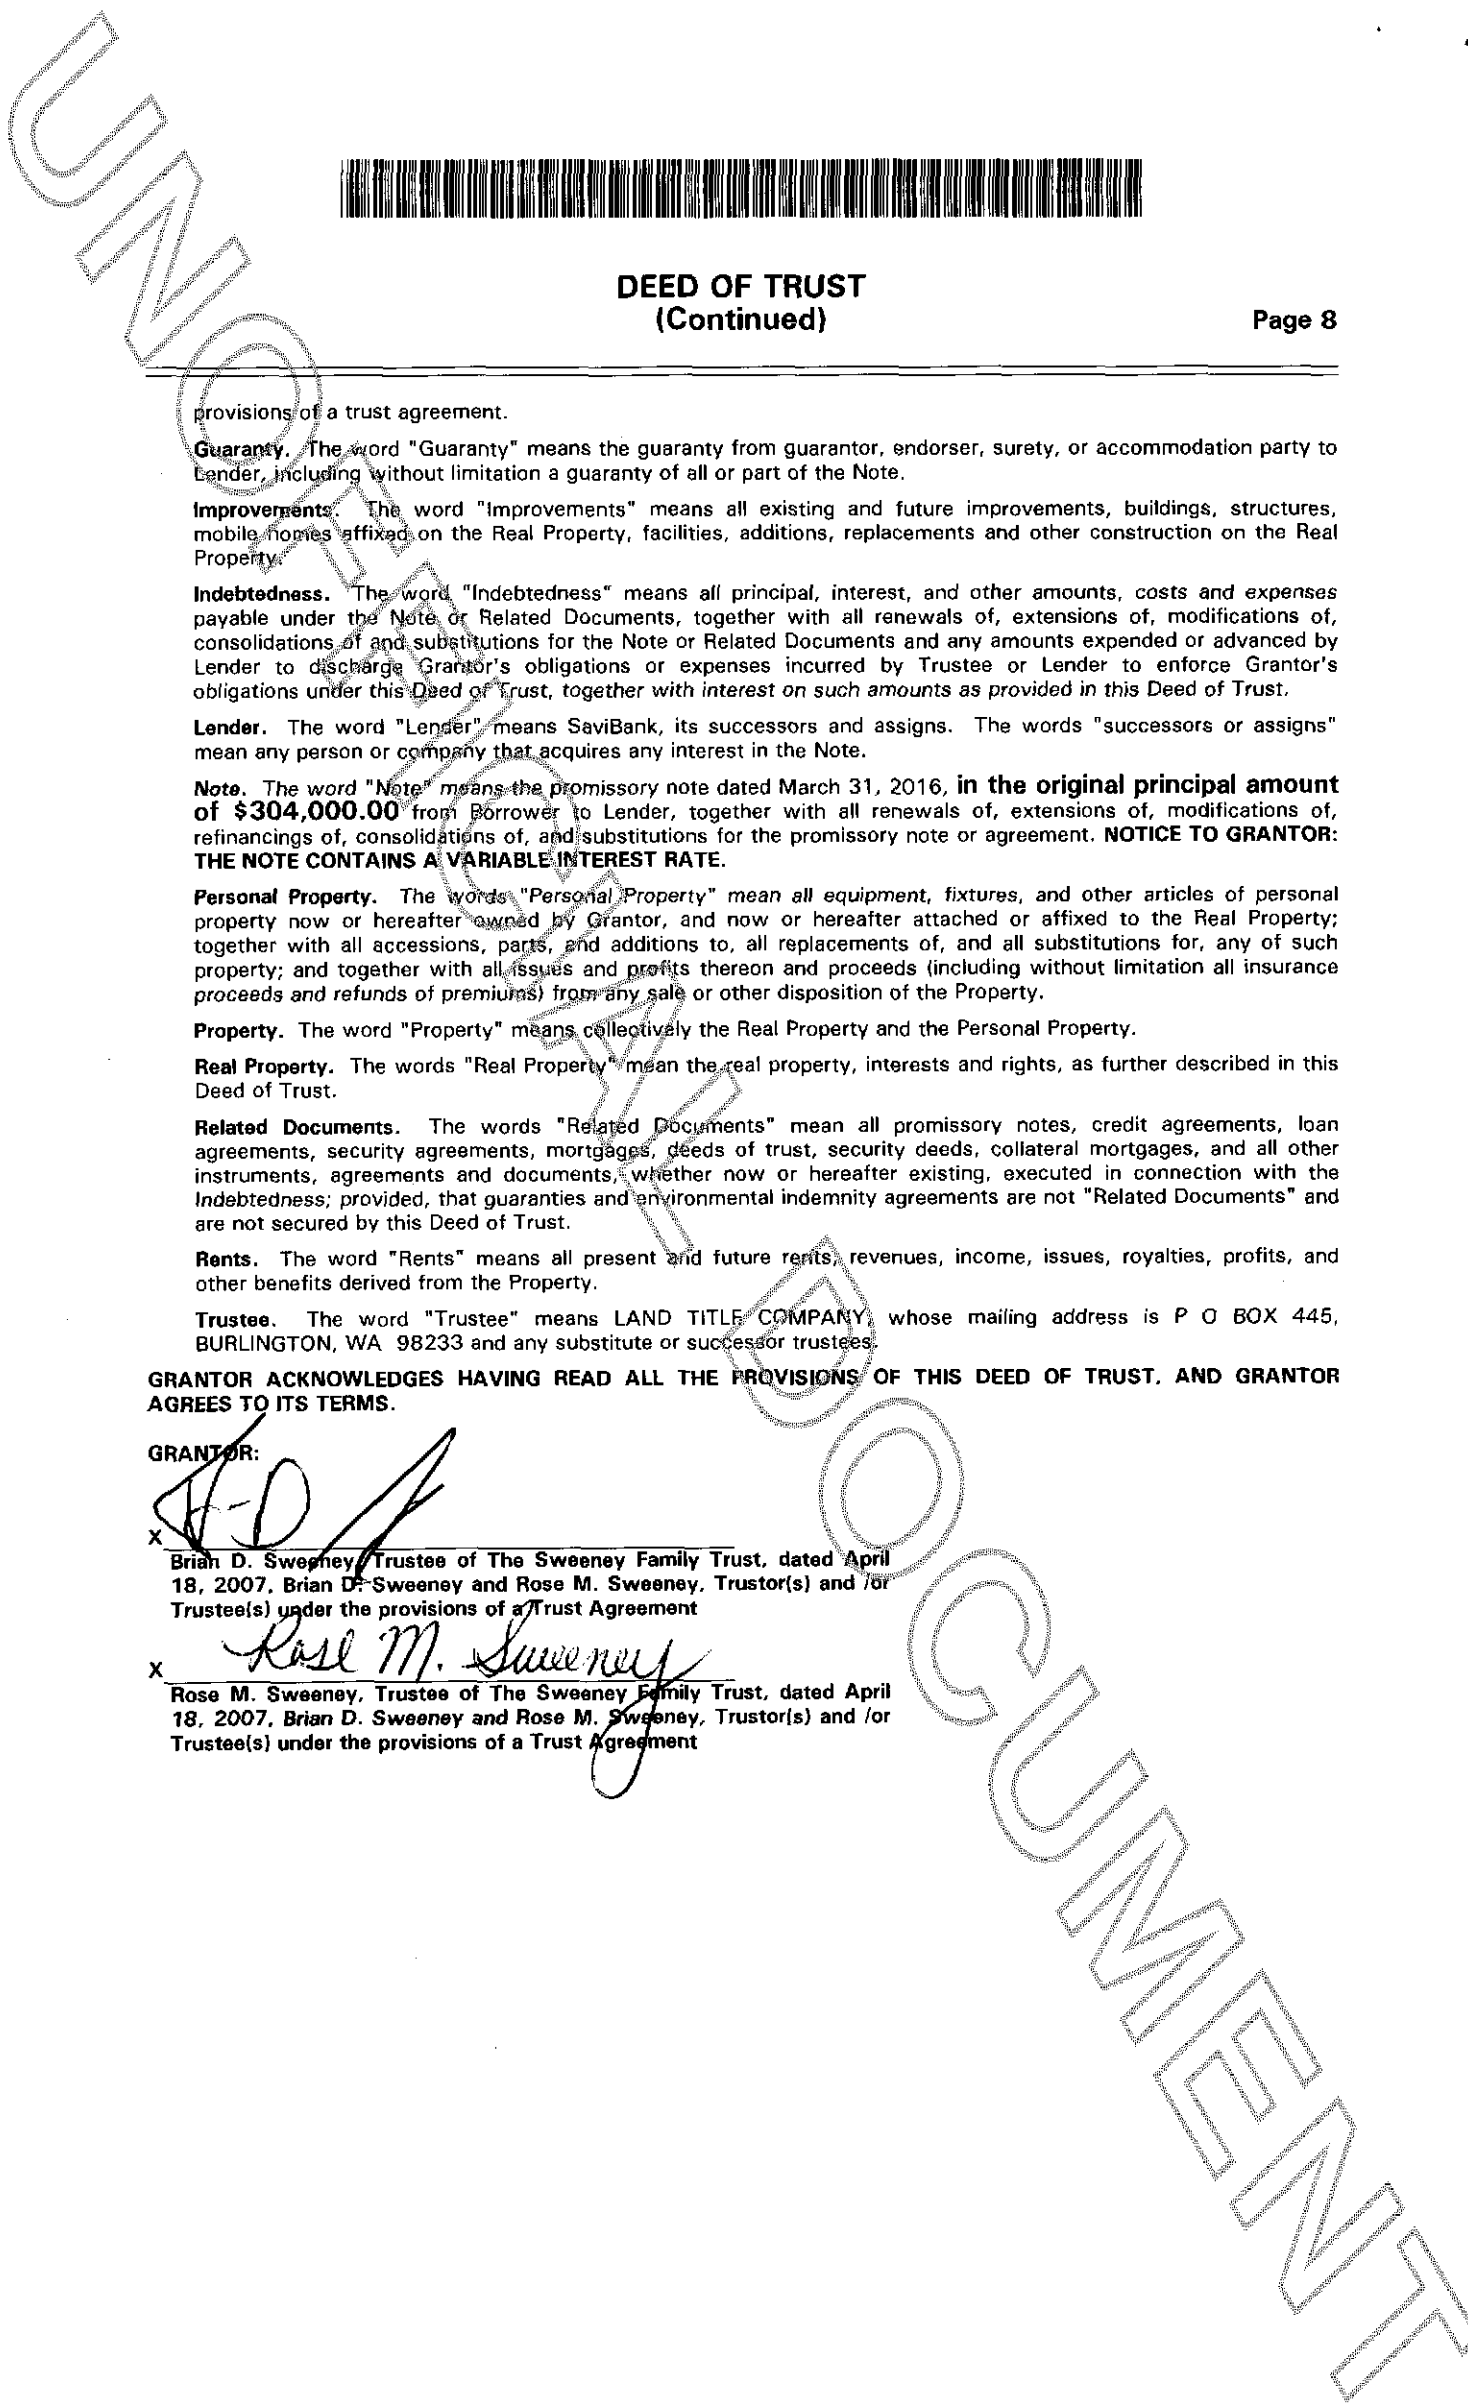 DEED OF TRUST
(Continued)
Page 8
provisions of a trust agreement.
Guaranty. The word "Guaranty" means the guaranty from guarantor, endorser, surety, or accommodation party to
Lender, including without limitation a guaranty of all or part of the Note.
Improvements. The word "Improvements" means all existing and future improvements, buildings, structures,
mobile homes affixed on the Real Property, facilities, additions, replacements and other construction on the Real
Property.
Indebtedness. The word "Indebtedness" means all principal, interest, and other amounts, costs and expenses
payable under the Note or Related Documents, together with all renewals of, extensions of, modifications of,
consolidations of and substitutions for the Note or Related Documents and any amounts expended or advanced by
Lender to discharge Grantor's obligations or expenses incurred by Trustee or Lender to enforce Grantor's
obligations under this Deed of Trust, together with interest on such amounts as provided in this Deed of Trust.
Lender. The word "Lender" means SaviBank, its successors and assigns. The words "successors or assigns"
mean any person or company that acquires any interest in the Note.
Note. The word "Note" means the promissory note dated March 31, 2016, in the original principal amount
of $304,000.00 from Borrower to Lender, together with all renewals of, extensions of, modifications of,
refinancings of, consolidations of, and substitutions for the promissory note or agreement. NOTICE TO GRANTOR:
THE NOTE CONTAINS A VARIABLE INTEREST RATE.
Personal Property. The words "Personal Property" mean all equipment, fixtures, and other articles of personal
property now or hereafter owned by Grantor, and now or hereafter attached or affixed to the Real Property;
together with all accessions, parts, and additions to, all replacements of, and all substitutions for, any of such
property; and together with all issues and profits thereon and proceeds (including without limitation all insurance
proceeds and refunds of premiums) from any sale or other disposition of the Property.
Property. The word "Property" means collectively the Real Property and the Personal Property.
Real Property. The words "Real Property" mean the real property, interests and rights, as further described in this
Deed of Trust.
Related Documents. The words "Related Documents" mean all promissory notes, credit agreements, loan
agreements, security agreements, mortgages, deeds of trust, security deeds, collateral mortgages, and all other
instruments, agreements and documents, whether now or hereafter existing, executed in connection with the
Indebtedness; provided, that guaranties and environmental indemnity agreements are not "Related Documents" and
are not secured by this Deed of Trust.
Rents. The word "Rents" means all present and future rents, revenues, income, issues, royalties, profits, and
other benefits derived from the Property.
Trustee. The word "Trustee" means LAND TITLE COMPANY, whose mailing address is P O BOX 445,
BURLINGTON, WA 98233 and any substitute or successor trustees.
GRANTOR ACKNOWLEDGES HAVING READ ALL THE PROVISIONS OF THIS DEED OF TRUST, AND GRANTOR
AGREES TO ITS TERMS.
GRANTOR:
X
Brian D. Sweeney, Trustee of The Sweeney Family Trust, dated April
18, 2007, Brian D. Sweeney and Rose M. Sweeney, Trustor(s) and /or
Trustee(s) under the provisions of a Trust Agreement
X Rose M. Sweeney
Rose M. Sweeney, Trustee of The Sweeney Family Trust, dated April
18, 2007, Brian D. Sweeney and Rose M. Sweeney, Trustor(s) and /or
Trustee(s) under the provisions of a Trust Agreement
UNOFFICIAL DOCUMENT